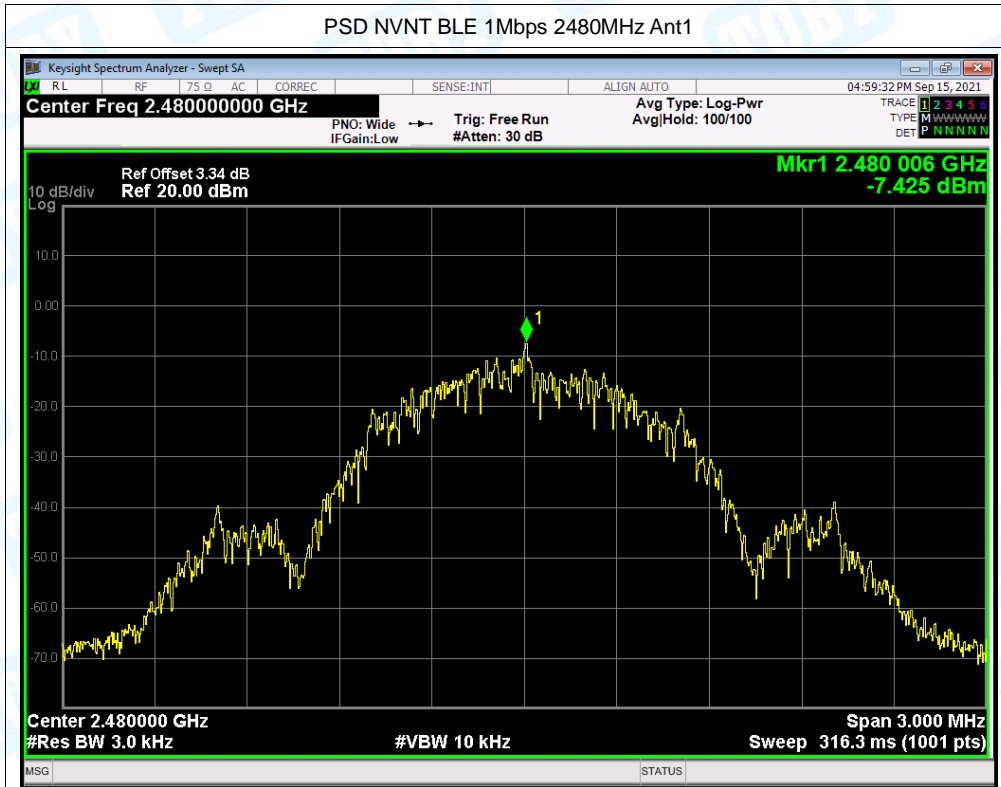 PSD NVNT BLE 1Mbps 2480MHz Ant1
Keysight Spectrum Analyzer - Swept SA
LXI RL RF 75 Ω AC CORREC SENSE:INT ALIGN AUTO 04:59:32 PM Sep 15, 2021
Center Freq 2.480000000 GHz
PNO: Wide
IFGain:Low
Trig: Free Run
#Atten: 30 dB
Avg Type: Log-Pwr
Avg|Hold: 100/100
TRACE 1 2 3 4 5 6
TYPE M W W W W W
DET P N N N N N
Mkr1 2.480 006 GHz
-7.425 dBm
10 dB/div
Log
Ref Offset 3.34 dB
Ref 20.00 dBm
10.0
0.00
-10.0
-20.0
-30.0
-40.0
-50.0
-60.0
-70.0
1
Center 2.480000 GHz
Span 3.000 MHz
#Res BW 3.0 kHz
#VBW 10 kHz
Sweep 316.3 ms (1001 pts)
MSG
STATUS